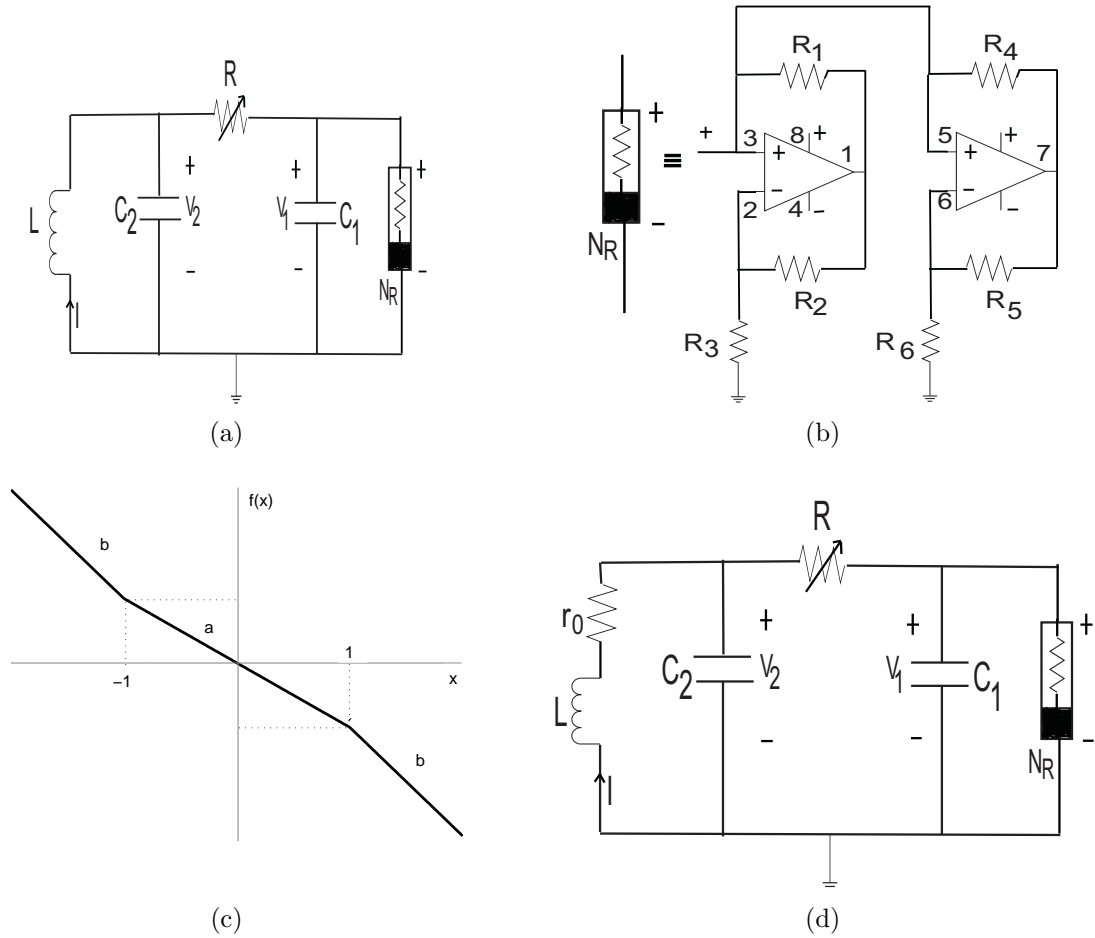 R
L
C2
+
V2
-
+
V1
-
C1
+
-
NR
I
(a)
+
-
NR
≡
+
R1
3
+
8
+
1
-
2
4
-
R2
R3
R4
5
+
+
7
-
6
-
R5
R6
(b)
f(x)
b
a
1
-1
x
b
(c)
R
r0
L
C2
+
V2
-
+
V1
-
C1
+
-
NR
I
(d)